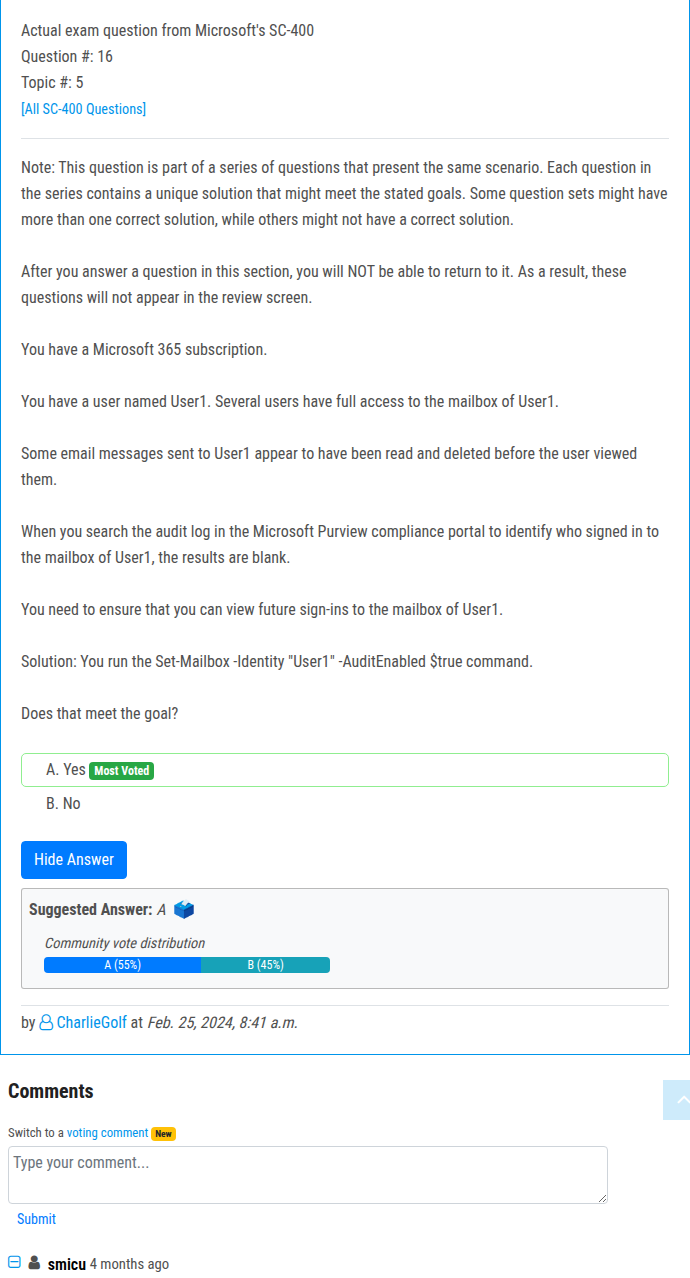 Actual exam question from Microsoft's SC-400
Question #: 16
Topic #: 5
[All SC-400 Questions]
Note: This question is part of a series of questions that present the same scenario. Each question in
the series contains a unique solution that might meet the stated goals. Some question sets might have
more than one correct solution, while others might not have a correct solution.
After you answer a question in this section, you will NOT be able to return to it. As a result, these
questions will not appear in the review screen.
You have a Microsoft 365 subscription.
You have a user named User1. Several users have full access to the mailbox of User1.
Some email messages sent to User1 appear to have been read and deleted before the user viewed
them.
When you search the audit log in the Microsoft Purview compliance portal to identify who signed in to
the mailbox of User1, the results are blank.
You need to ensure that you can view future sign-ins to the mailbox of User1.
Solution: You run the Set-Mailbox -Identity "User1" -AuditEnabled $true command.
Does that meet the goal?
A. Yes Most Voted
B. No
Hide Answer
Suggested Answer: A
Community vote distribution
A (55%) B (45%)
by CharlieGolf at Feb. 25, 2024, 8:41 a.m.
Comments
Switch to a voting comment New
Type your comment...
Submit
smicu 4 months ago